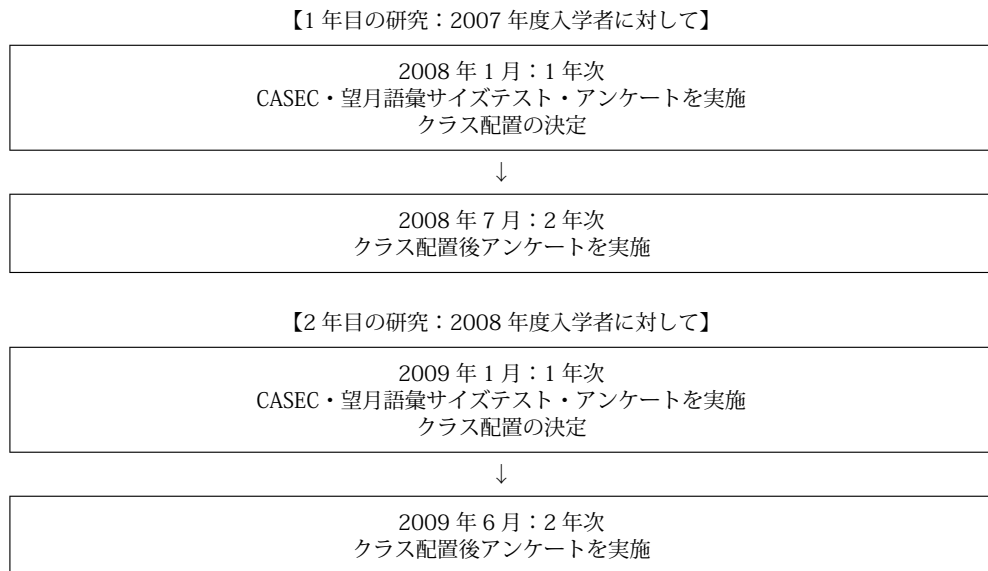 【1 年目の研究：2007 年度入学者に対して】
2008 年 1 月：1 年次
CASEC・望月語彙サイズテスト・アンケートを実施
クラス配置の決定
↓
2008 年 7 月：2 年次
クラス配置後アンケートを実施
【2 年目の研究：2008 年度入学者に対して】
2009 年 1 月：1 年次
CASEC・望月語彙サイズテスト・アンケートを実施
クラス配置の決定
↓
2009 年 6 月：2 年次
クラス配置後アンケートを実施